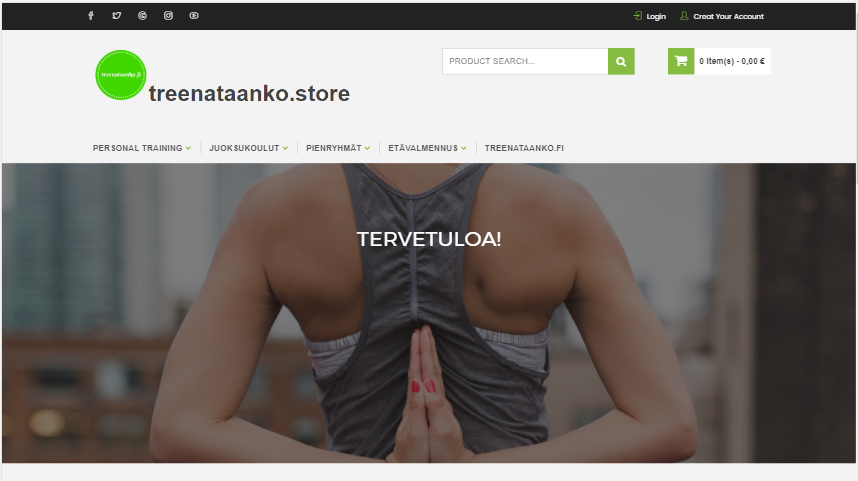 Login
Creat Your Account
treenataanko.fi
treenataanko.store
PRODUCT SEARCH...
0 item(s) - 0,00 €
PERSONAL TRAINING
JUOKSUKOULUT
PIENRYHMÄT
ETÄVALMENNUS
TREENATAANKO.FI
TERVETULOA!